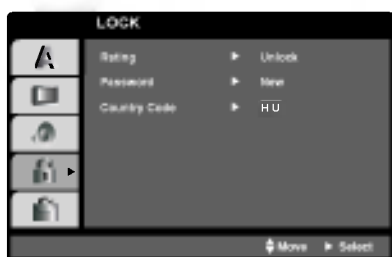 LOCK
Rating ► Unlock
Password ► New
Country Code ► HU
Move ► Select